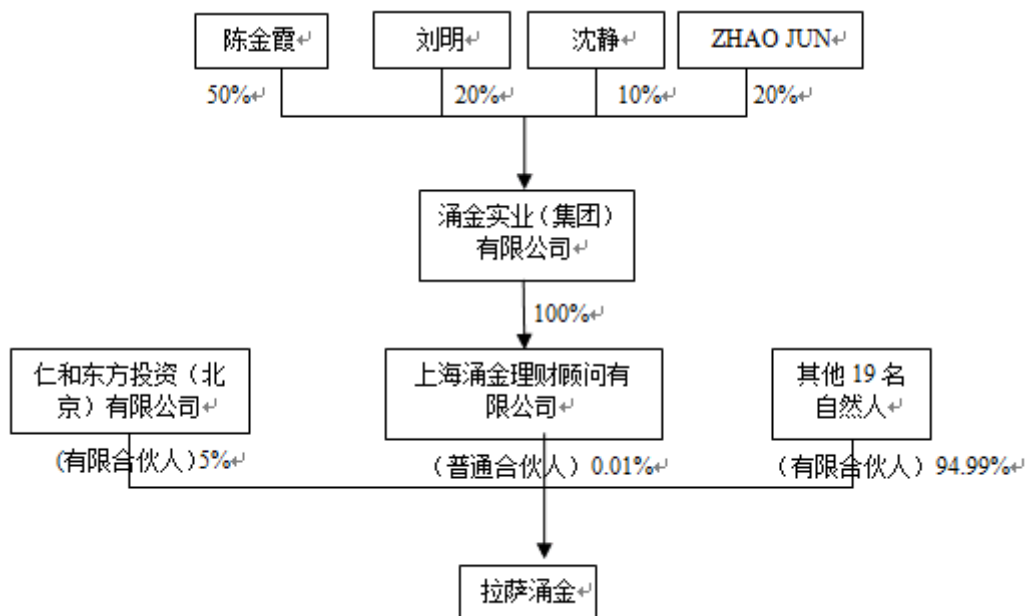 陈金霞↵
刘明↵
沈静↵
ZHAO JUN↵
50%↵
20%↵
10%↵
20%↵
涌金实业（集团）
有限公司↵
100%↵
仁和东方投资（北
京）有限公司↵
上海涌金理财顾问有
限公司↵
其他 19 名
自然人↵
(有限合伙人)5%↵
（普通合伙人）0.01%↵
（有限合伙人）94.99%↵
拉萨涌金↵